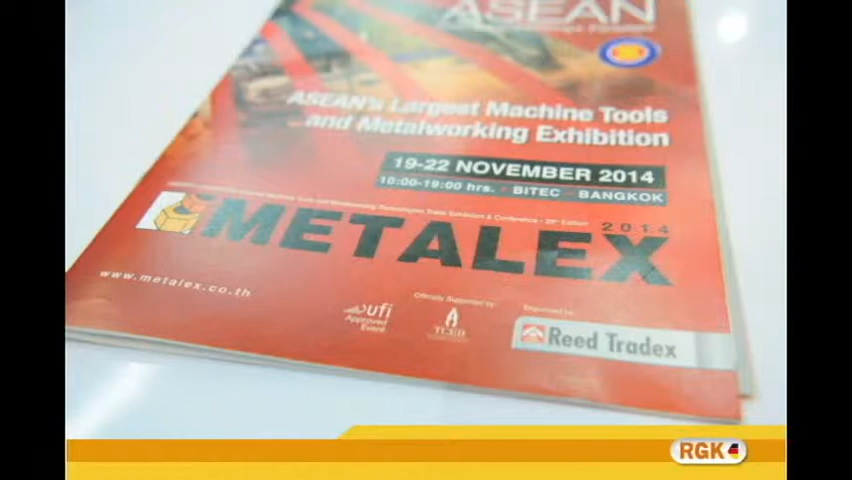 ASEAN
ASEAN's Largest Machine Tools
and Metalworking Exhibition
19-22 NOVEMBER 2014
10:00-19:00 hrs. • BITEC - BANGKOK
METALEX
2014
www.metalex.co.th
ufi
Approved
Event
Officially Supported by
TCEB
Organized by
Reed Tradex
RGK